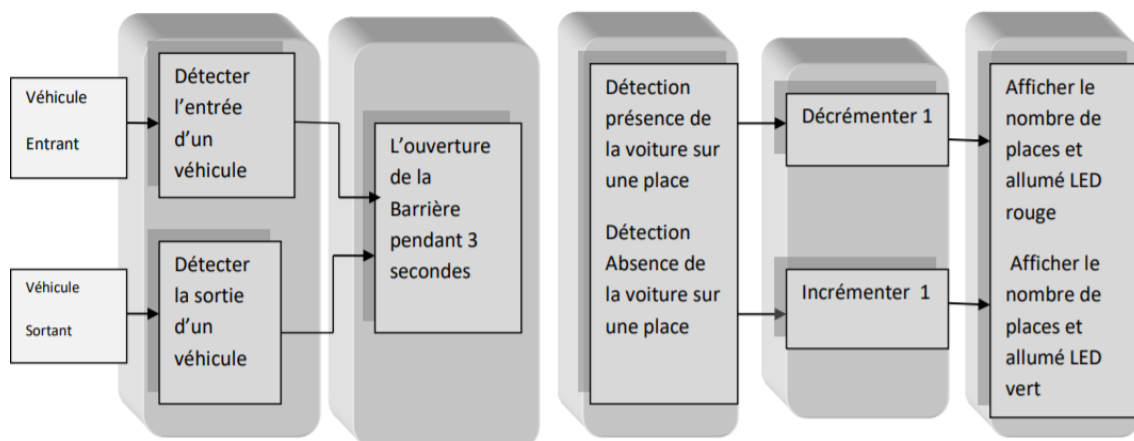 Véhicule
Entrant
Détecter
l’entrée
d’un
véhicule
Véhicule
Sortant
Détecter
la sortie
d’un
véhicule
L’ouverture
de la
Barrière
pendant 3
secondes
Détection
présence de
la voiture sur
une place
Détection
Absence de
la voiture sur
une place
Décrémenter 1
Incrémenter 1
Afficher le
nombre de
places et
allumé LED
rouge
Afficher le
nombre de
places et
allumé LED
vert